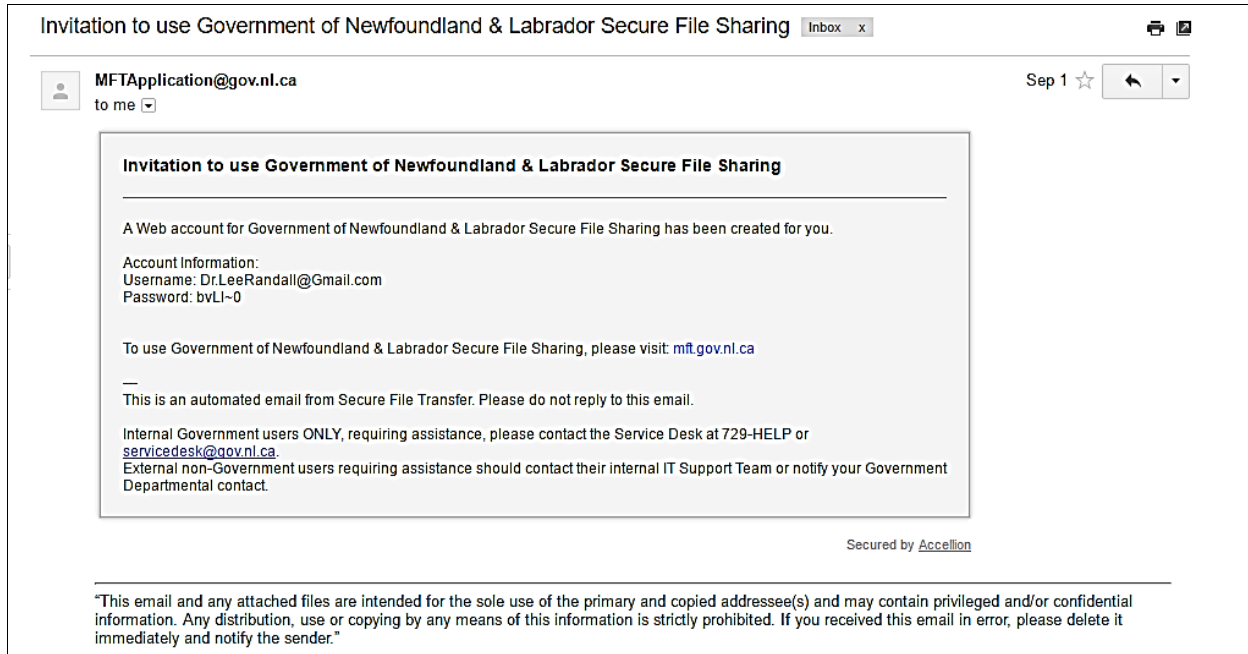 Invitation to use Government of Newfoundland & Labrador Secure File Sharing Inbox x
MFTApplication@gov.nl.ca Sep 1
to me
Invitation to use Government of Newfoundland & Labrador Secure File Sharing
A Web account for Government of Newfoundland & Labrador Secure File Sharing has been created for you.
Account Information:
Username: Dr.LeeRandall@Gmail.com
Password: bvLl~0
To use Government of Newfoundland & Labrador Secure File Sharing, please visit: mft.gov.nl.ca
—
This is an automated email from Secure File Transfer. Please do not reply to this email.
Internal Government users ONLY, requiring assistance, please contact the Service Desk at 729-HELP or
servicedesk@gov.nl.ca.
External non-Government users requiring assistance should contact their internal IT Support Team or notify your Government
Departmental contact.
Secured by Accellion
“This email and any attached files are intended for the sole use of the primary and copied addressee(s) and may contain privileged and/or confidential
information. Any distribution, use or copying by any means of this information is strictly prohibited. If you received this email in error, please delete it
immediately and notify the sender.”